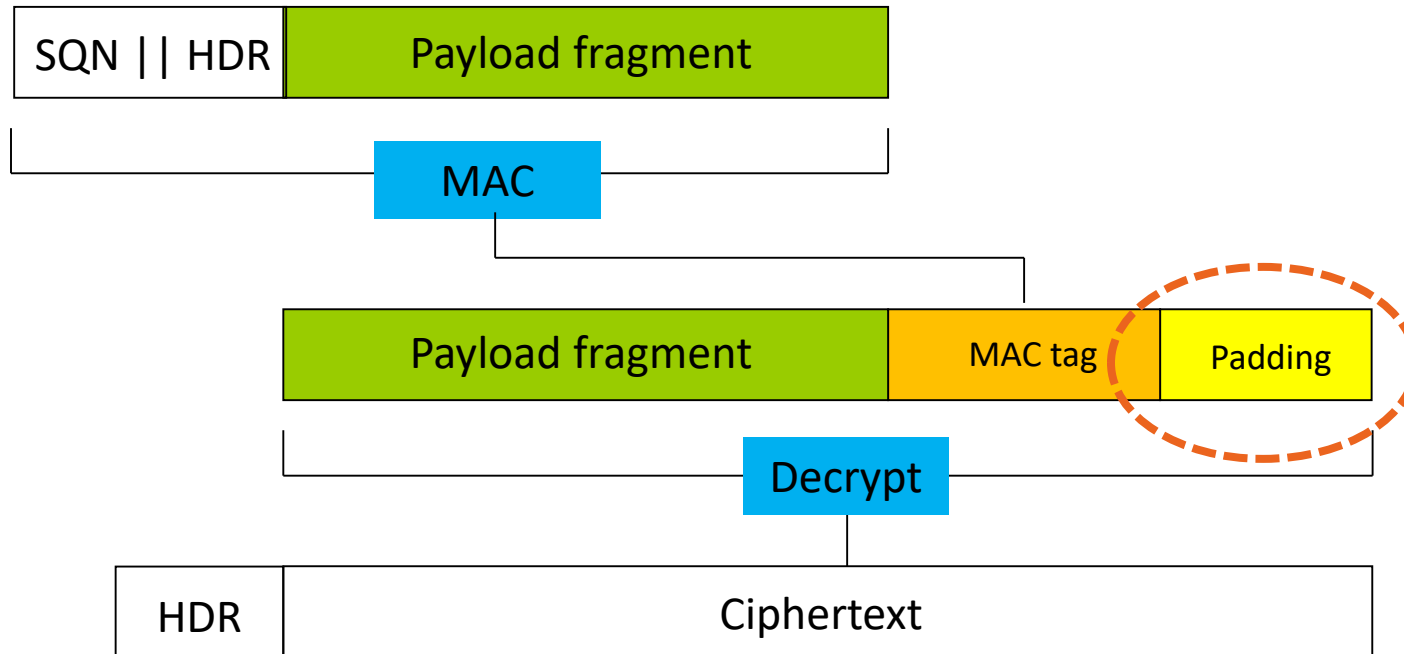 SQN || HDR Payload fragment
MAC
Payload fragment MAC tag Padding
Decrypt
HDR Ciphertext